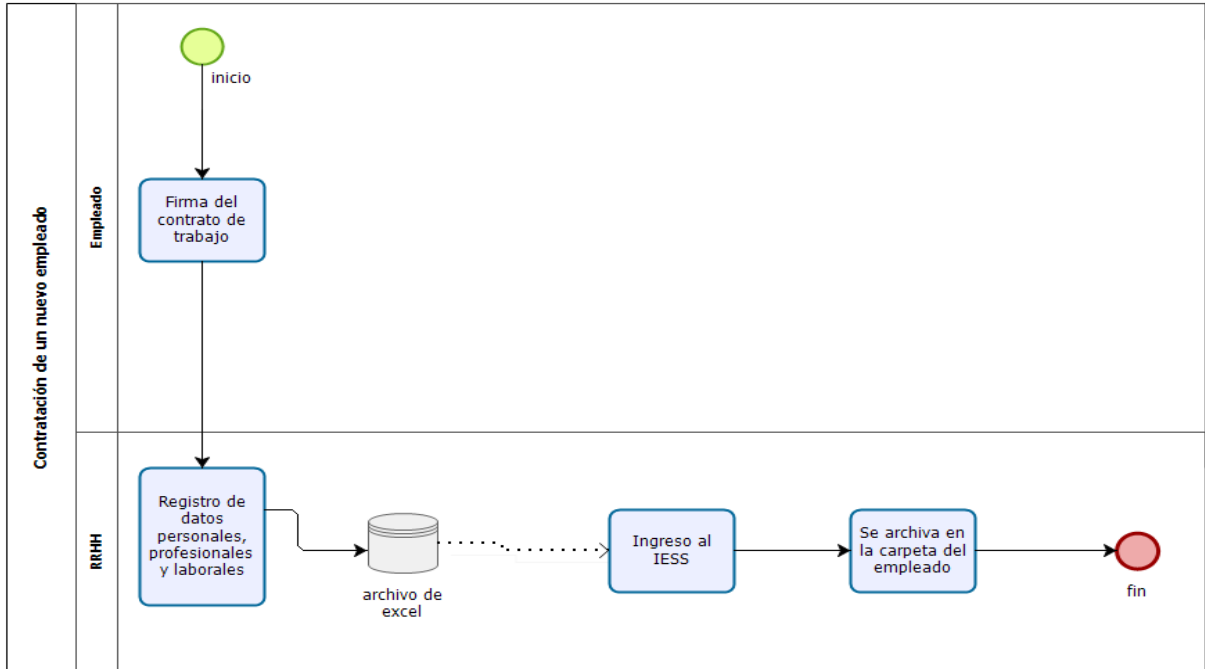 Contratación de un nuevo empleado
Empleado
inicio
Firma del
contrato de
trabajo
RRHH
Registro de
datos
personales,
profesionales
y laborales
archivo de
excel
Ingreso al
IESS
Se archiva en
la carpeta del
empleado
fin